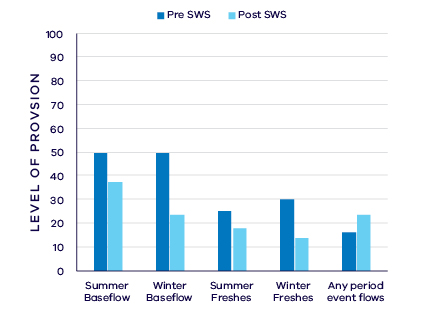 Pre SWS Post SWS
100
90
80
70
60
50
40
30
20
10
0
LEVEL OF PROVSION
Summer Baseflow
Winter Baseflow
Summer Freshes
Winter Freshes
Any period event flows